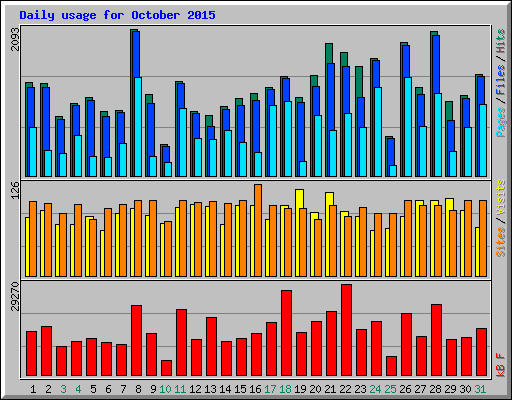 Daily usage for October 2015
2093
Pages / Files / Hits
126
Sites / Visits
29270
kB F
1 2 3 4 5 6 7 8 9 10 11 12 13 14 15 16 17 18 19 20 21 22 23 24 25 26 27 28 29 30 31